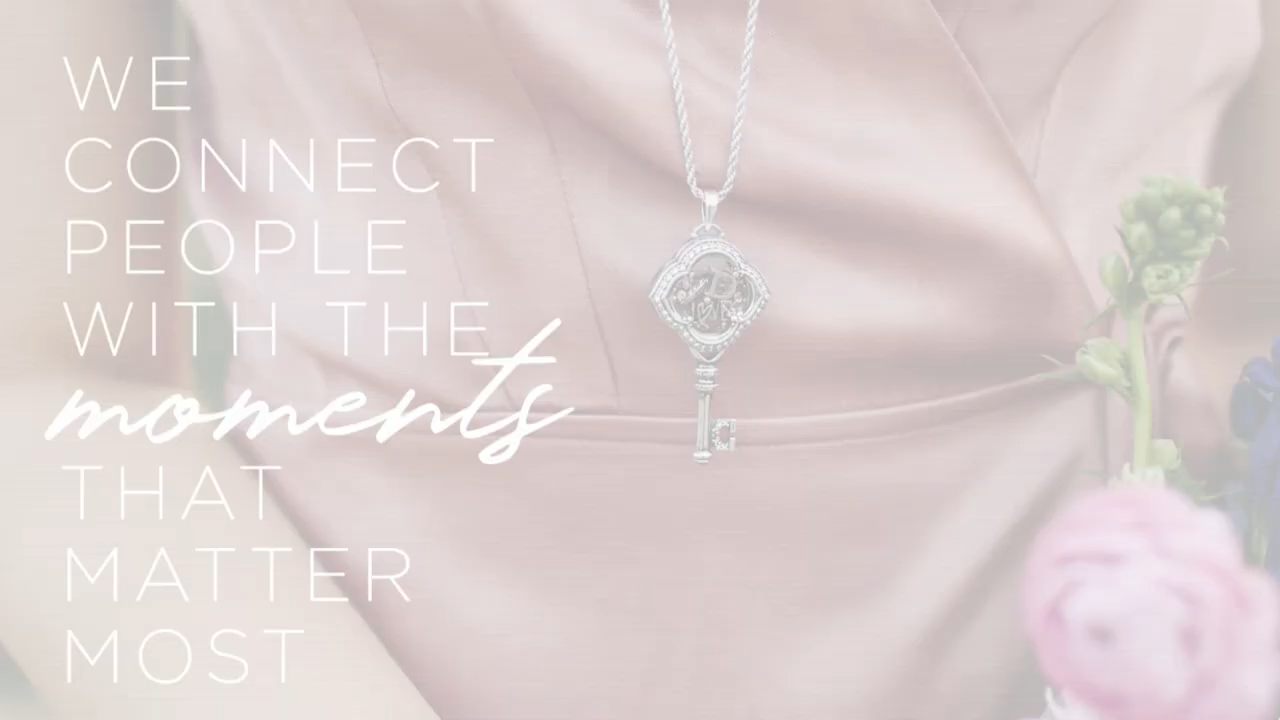 WE
CONNECT
PEOPLE
WITH THE
moments
THAT
MATTER
MOST